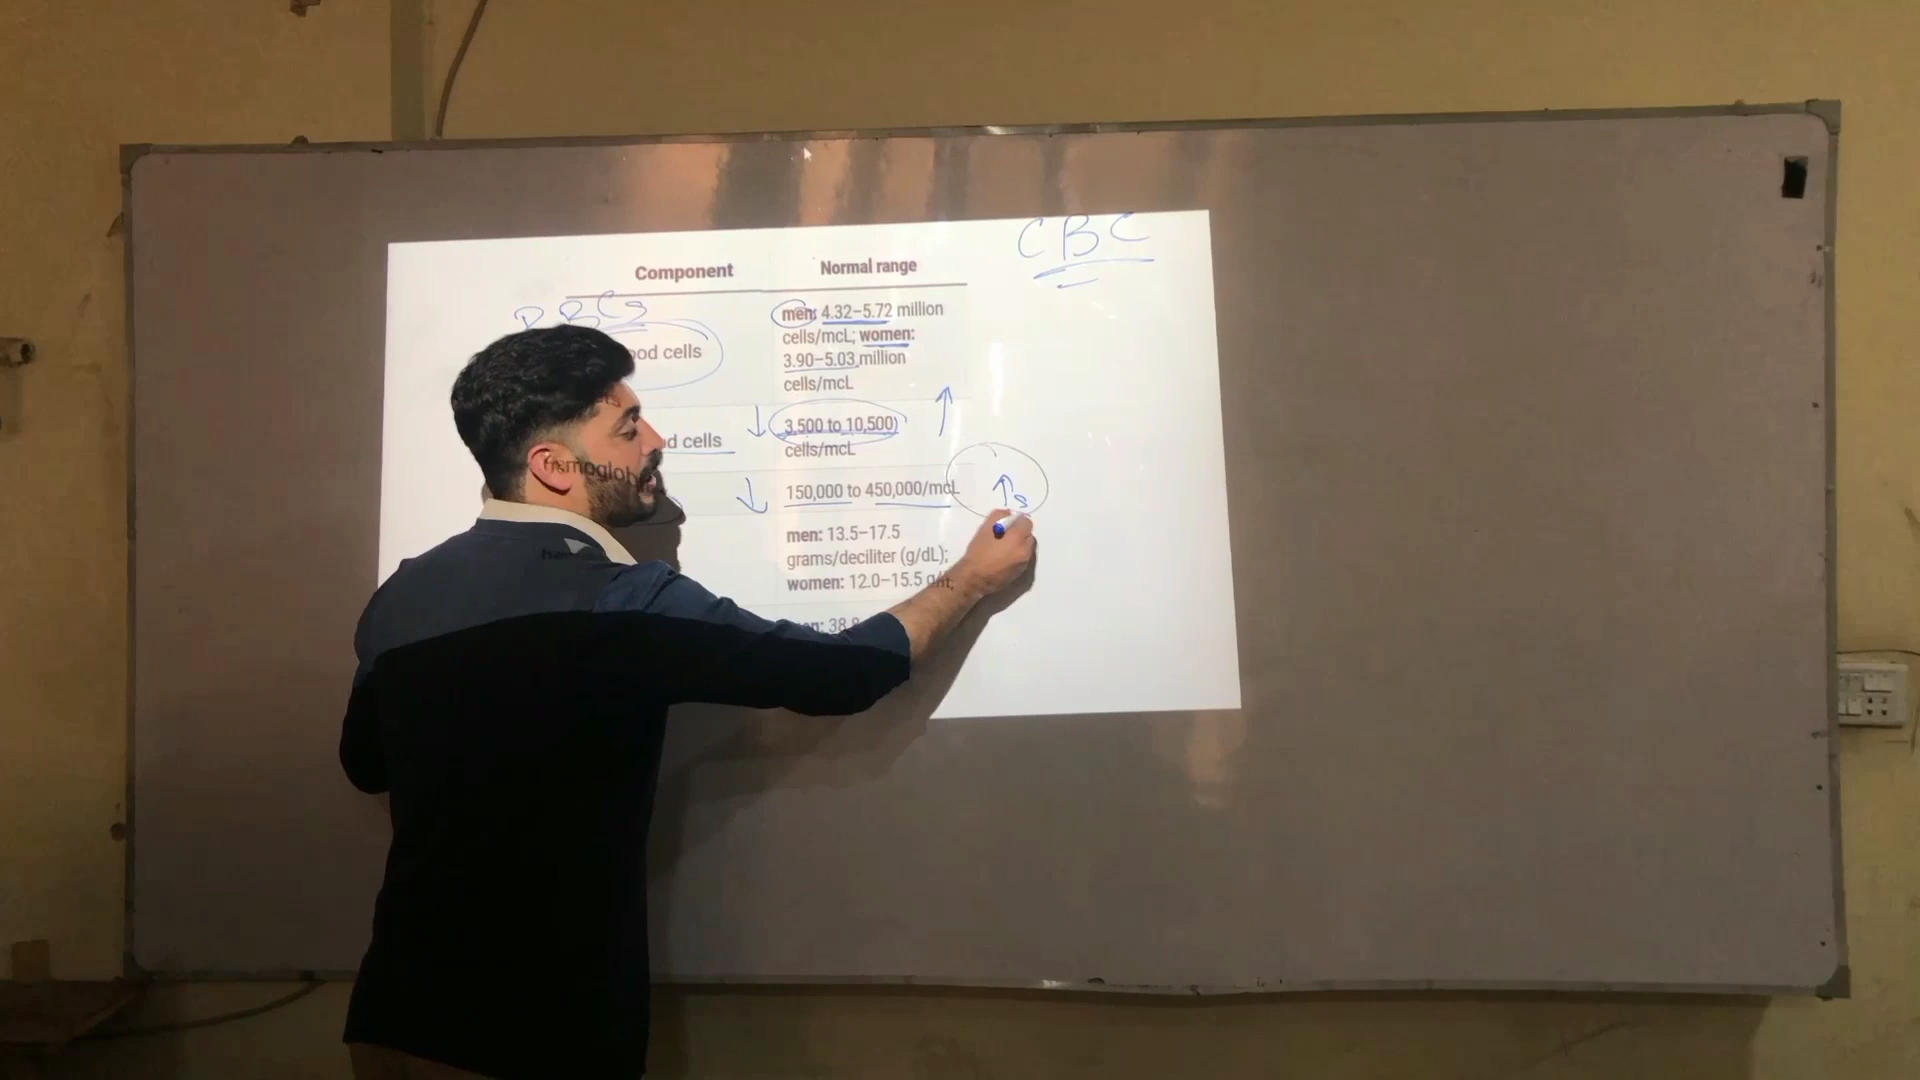 CBC
Component
Normal range
RBCs
men: 4.32–5.72 million
cells/mcL; women:
3.90–5.03 million
cells/mcL
cells
3,500 to 10,500
cells/mcL
cells
150,000 to 450,000/mcL
men: 13.5–17.5
grams/deciliter (g/dL);
women: 12.0–15.5
38.8